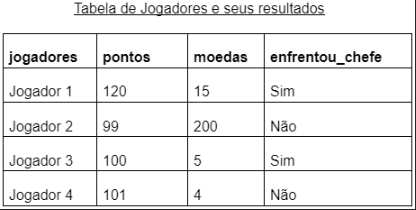 Tabela de Jogadores e seus resultados
jogadores pontos moedas enfrentou_chefe
Jogador 1 120 15 Sim
Jogador 2 99 200 Não
Jogador 3 100 5 Sim
Jogador 4 101 4 Não